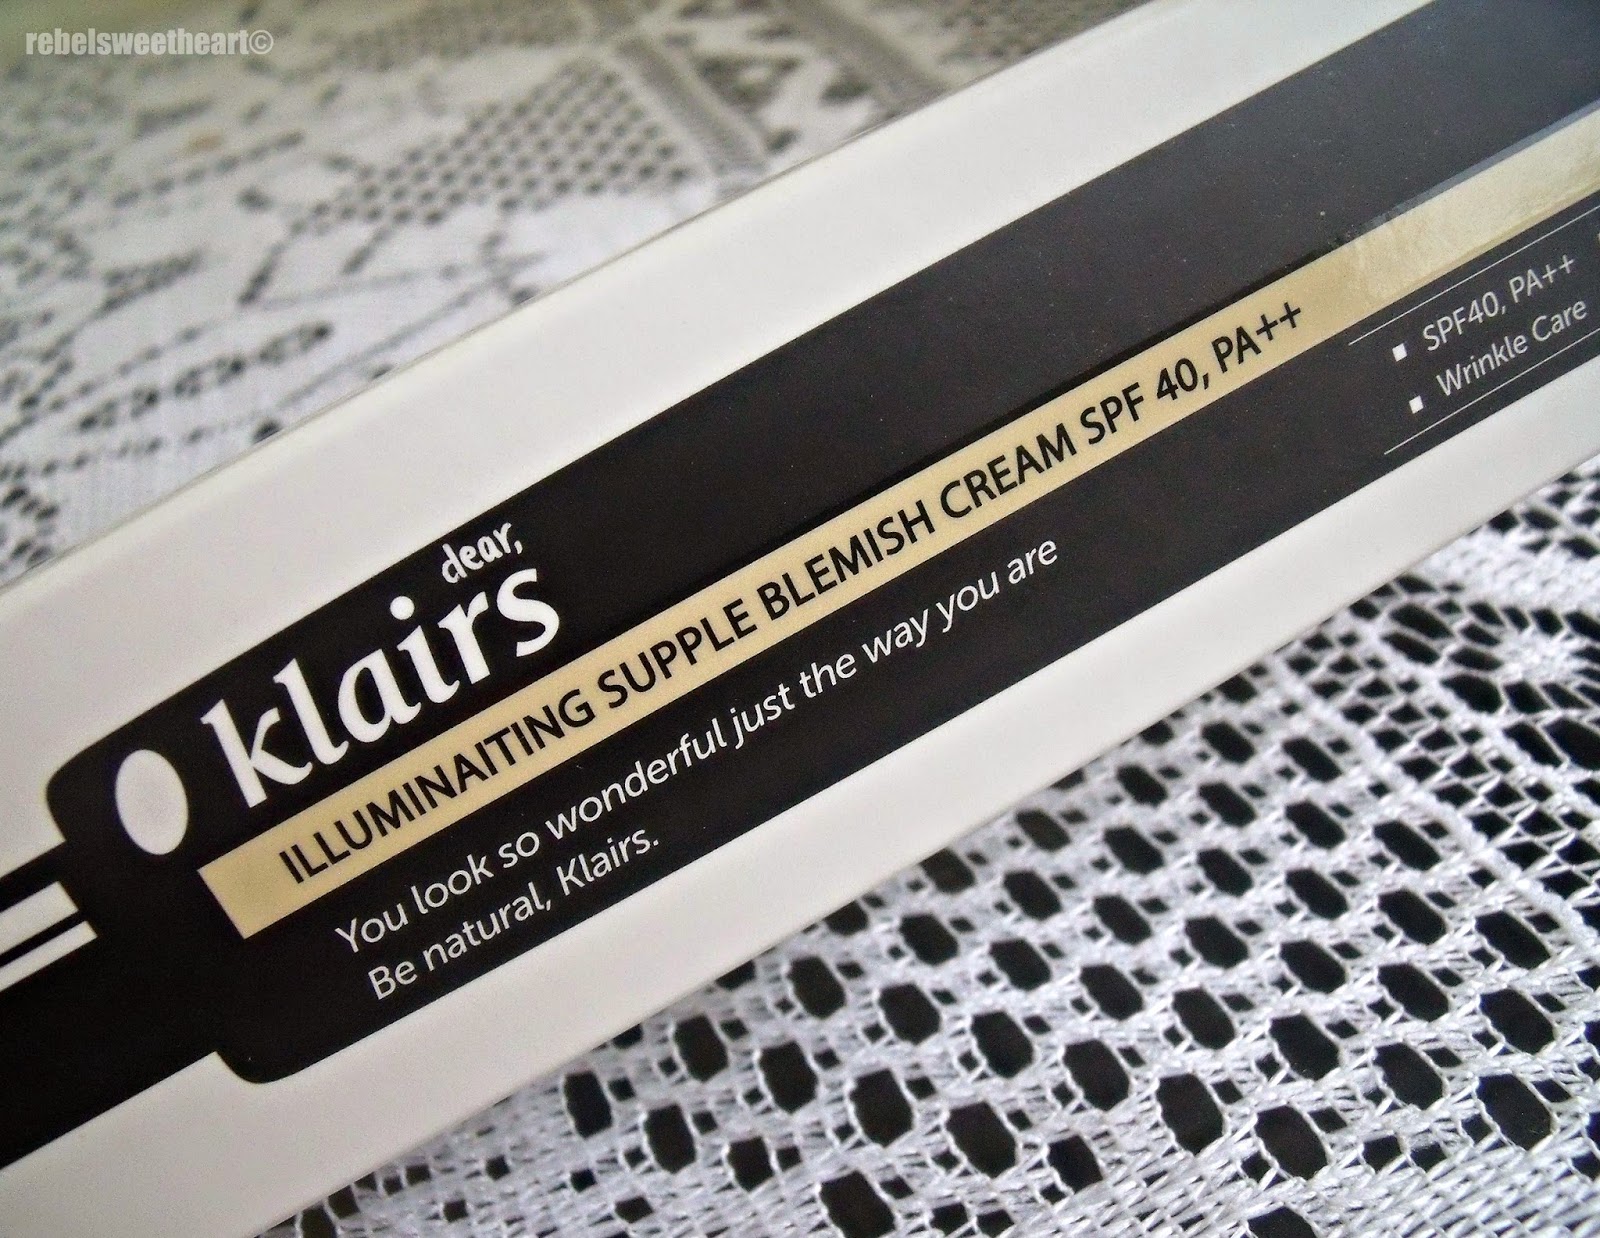 rebelsweetheart©
dear,
klairs
ILLUMINAITING SUPPLE BLEMISH CREAM SPF 40, PA++
You look so wonderful just the way you are
Be natural, Klairs.
▪ SPF40, PA++
▪ Wrinkle Care